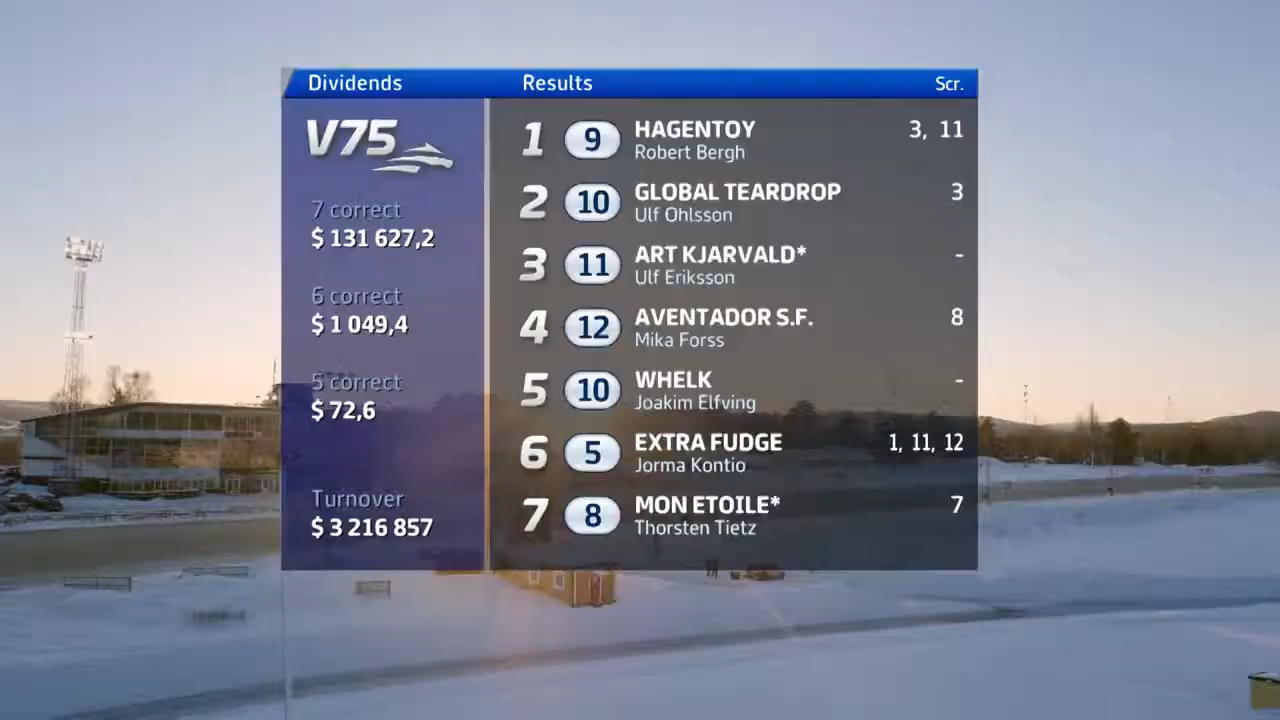 Dividends
Results
Scr.
V75
7 correct
$ 131 627,2
6 correct
$ 1 049,4
5 correct
$ 72,6
Turnover
$ 3 216 857
1 9 HAGENTOY 3, 11
Robert Bergh
2 10 GLOBAL TEARDROP 3
Ulf Ohlsson
3 11 ART KJARVALD* -
Ulf Eriksson
4 12 AVENTADOR S.F. 8
Mika Forss
5 10 WHELK -
Joakim Elfving
6 5 EXTRA FUDGE 1, 11, 12
Jorma Kontio
7 8 MON ETOILE* 7
Thorsten Tietz